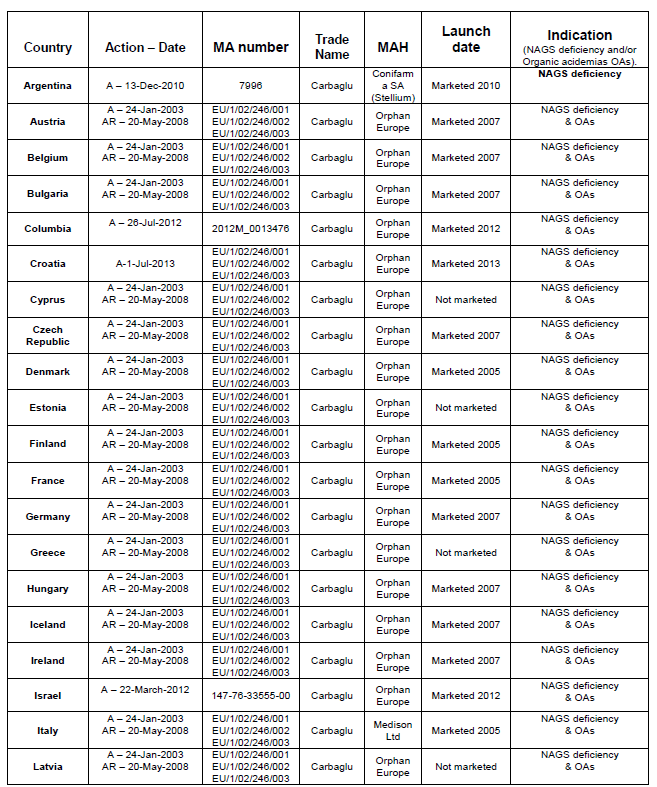 Country Action – Date MA number Trade Name MAH Launch date Indication (NAGS deficiency and/or Organic acidemias OAs).
Argentina A – 13-Dec-2010 7996 Carbaglu Conifarm a SA (Stellium) Marketed 2010 NAGS deficiency
Austria A – 24-Jan-2003 AR – 20-May-2008 EU/1/02/246/001 EU/1/02/246/002 EU/1/02/246/003 Carbaglu Orphan Europe Marketed 2007 NAGS deficiency & OAs
Belgium A – 24-Jan-2003 AR – 20-May-2008 EU/1/02/246/001 EU/1/02/246/002 EU/1/02/246/003 Carbaglu Orphan Europe Marketed 2007 NAGS deficiency & OAs
Bulgaria A – 24-Jan-2003 AR – 20-May-2008 EU/1/02/246/001 EU/1/02/246/002 EU/1/02/246/003 Carbaglu Orphan Europe Marketed 2007 NAGS deficiency & OAs
Columbia A – 26-Jul-2012 2012M_0013476 Carbaglu Orphan Europe Marketed 2012 NAGS deficiency & OAs
Croatia A-1-Jul-2013 EU/1/02/246/001 EU/1/02/246/002 EU/1/02/246/003 Carbaglu Orphan Europe Marketed 2013 NAGS deficiency & OAs
Cyprus A – 24-Jan-2003 AR – 20-May-2008 EU/1/02/246/001 EU/1/02/246/002 EU/1/02/246/003 Carbaglu Orphan Europe Not marketed NAGS deficiency & OAs
Czech Republic A – 24-Jan-2003 AR – 20-May-2008 EU/1/02/246/001 EU/1/02/246/002 EU/1/02/246/003 Carbaglu Orphan Europe Marketed 2007 NAGS deficiency & OAs
Denmark A – 24-Jan-2003 AR – 20-May-2008 EU/1/02/246/001 EU/1/02/246/002 EU/1/02/246/003 Carbaglu Orphan Europe Marketed 2005 NAGS deficiency & OAs
Estonia A – 24-Jan-2003 AR – 20-May-2008 EU/1/02/246/001 EU/1/02/246/002 EU/1/02/246/003 Carbaglu Orphan Europe Not marketed NAGS deficiency & OAs
Finland A – 24-Jan-2003 AR – 20-May-2008 EU/1/02/246/001 EU/1/02/246/002 EU/1/02/246/003 Carbaglu Orphan Europe Marketed 2005 NAGS deficiency & OAs
France A – 24-Jan-2003 AR – 20-May-2008 EU/1/02/246/001 EU/1/02/246/002 EU/1/02/246/003 Carbaglu Orphan Europe Marketed 2005 NAGS deficiency & OAs
Germany A – 24-Jan-2003 AR – 20-May-2008 EU/1/02/246/001 EU/1/02/246/002 EU/1/02/246/003 Carbaglu Orphan Europe Marketed 2007 NAGS deficiency & OAs
Greece A – 24-Jan-2003 AR – 20-May-2008 EU/1/02/246/001 EU/1/02/246/002 EU/1/02/246/003 Carbaglu Orphan Europe Not marketed NAGS deficiency & OAs
Hungary A – 24-Jan-2003 AR – 20-May-2008 EU/1/02/246/001 EU/1/02/246/002 EU/1/02/246/003 Carbaglu Orphan Europe Marketed 2007 NAGS deficiency & OAs
Iceland A – 24-Jan-2003 AR – 20-May-2008 EU/1/02/246/001 EU/1/02/246/002 EU/1/02/246/003 Carbaglu Orphan Europe Marketed 2007 NAGS deficiency & OAs
Ireland A – 24-Jan-2003 AR – 20-May-2008 EU/1/02/246/001 EU/1/02/246/002 EU/1/02/246/003 Carbaglu Orphan Europe Marketed 2007 NAGS deficiency & OAs
Israel A – 22-March-2012 147-76-33555-00 Carbaglu Orphan Europe Marketed 2012 NAGS deficiency & OAs
Italy A – 24-Jan-2003 AR – 20-May-2008 EU/1/02/246/001 EU/1/02/246/002 EU/1/02/246/003 Carbaglu Medison Ltd Marketed 2005 NAGS deficiency & OAs
Latvia A – 24-Jan-2003 AR – 20-May-2008 EU/1/02/246/001 EU/1/02/246/002 EU/1/02/246/003 Carbaglu Orphan Europe Not marketed NAGS deficiency & OAs